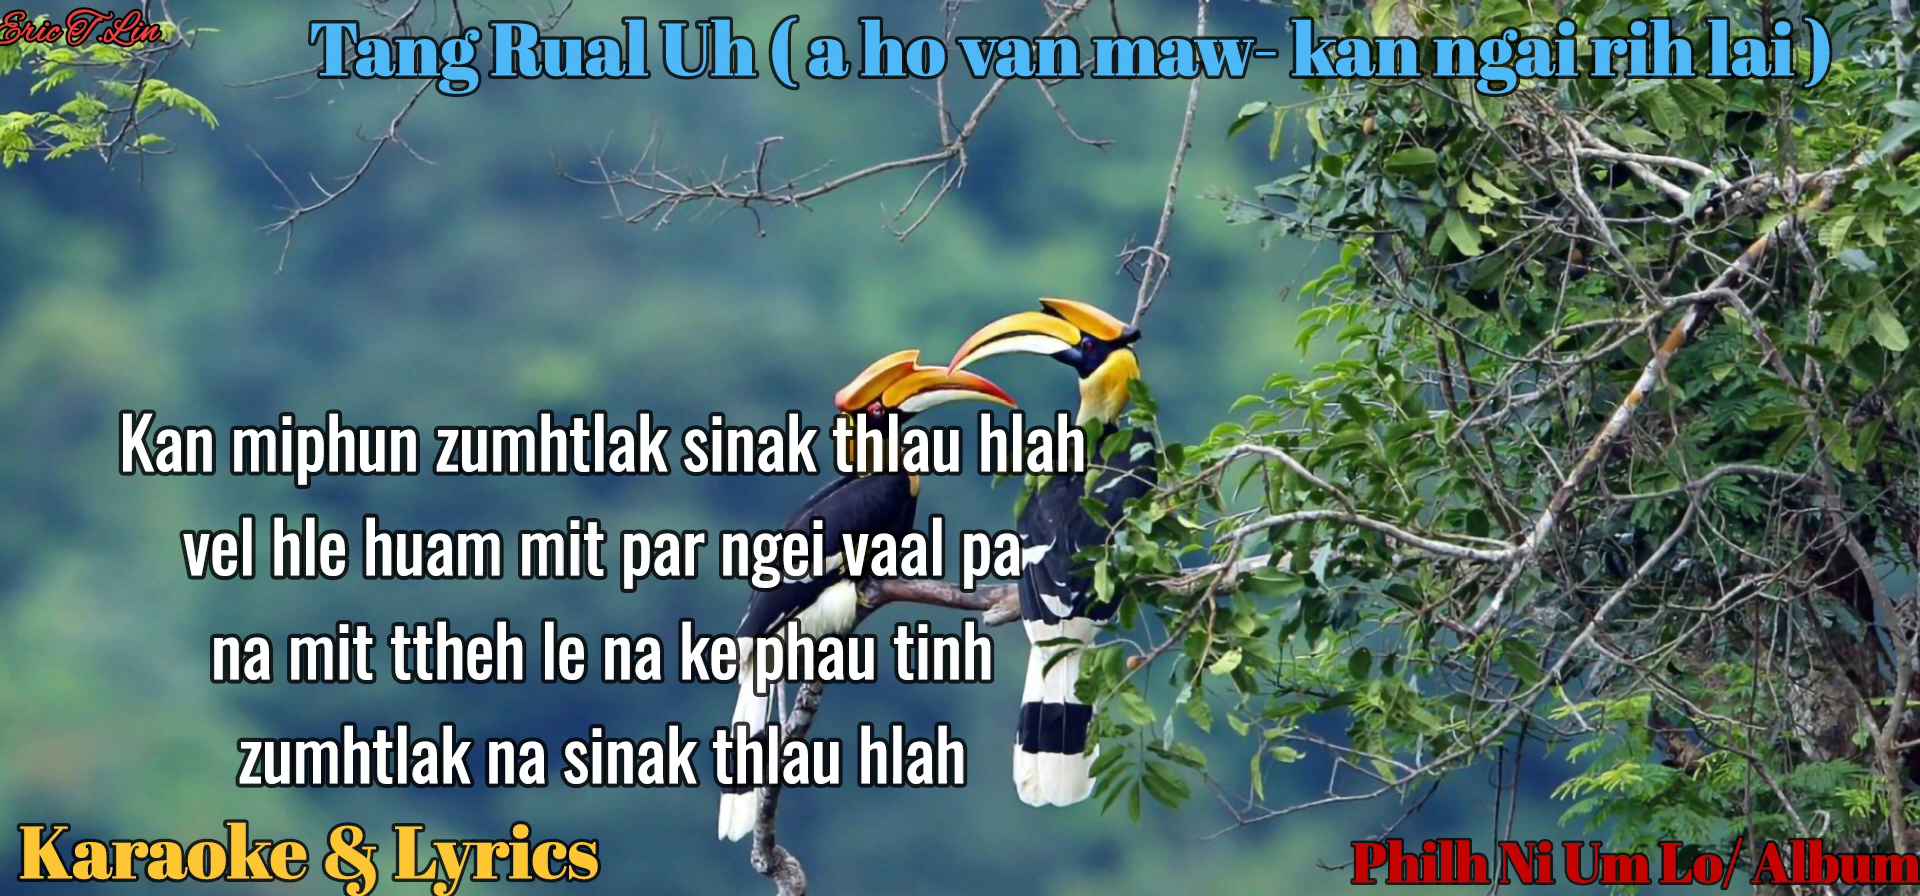 Eric T.Lin
Tang Rual Uh ( a ho van maw- kan ngai rih lai )
Kan miphun zumhtlak sinak thlau hlah
vel hle huam mit par ngei vaal pa
na mit ttheh le na ke phau tinh
zumhtlak na sinak thlau hlah
Karaoke & Lyrics
Philh Ni Um Lo/ Album